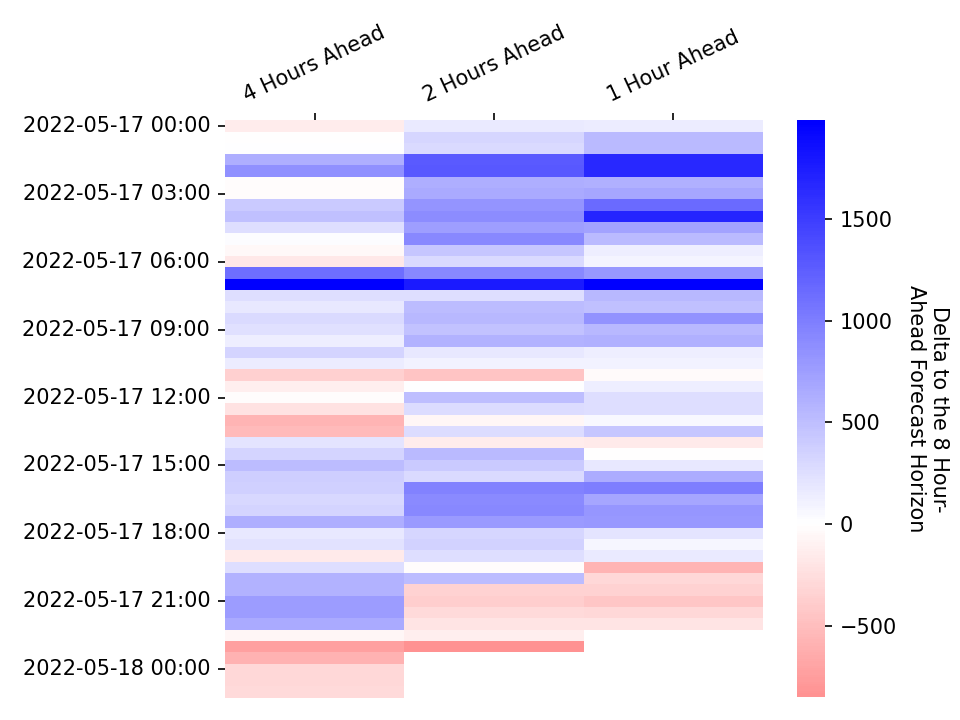 4 Hours Ahead
2 Hours Ahead
1 Hour Ahead
2022-05-17 00:00
2022-05-17 03:00
2022-05-17 06:00
2022-05-17 09:00
2022-05-17 12:00
2022-05-17 15:00
2022-05-17 18:00
2022-05-17 21:00
2022-05-18 00:00
1500
1000
500
0
−500
Delta to the 8 Hour-
Ahead Forecast Horizon